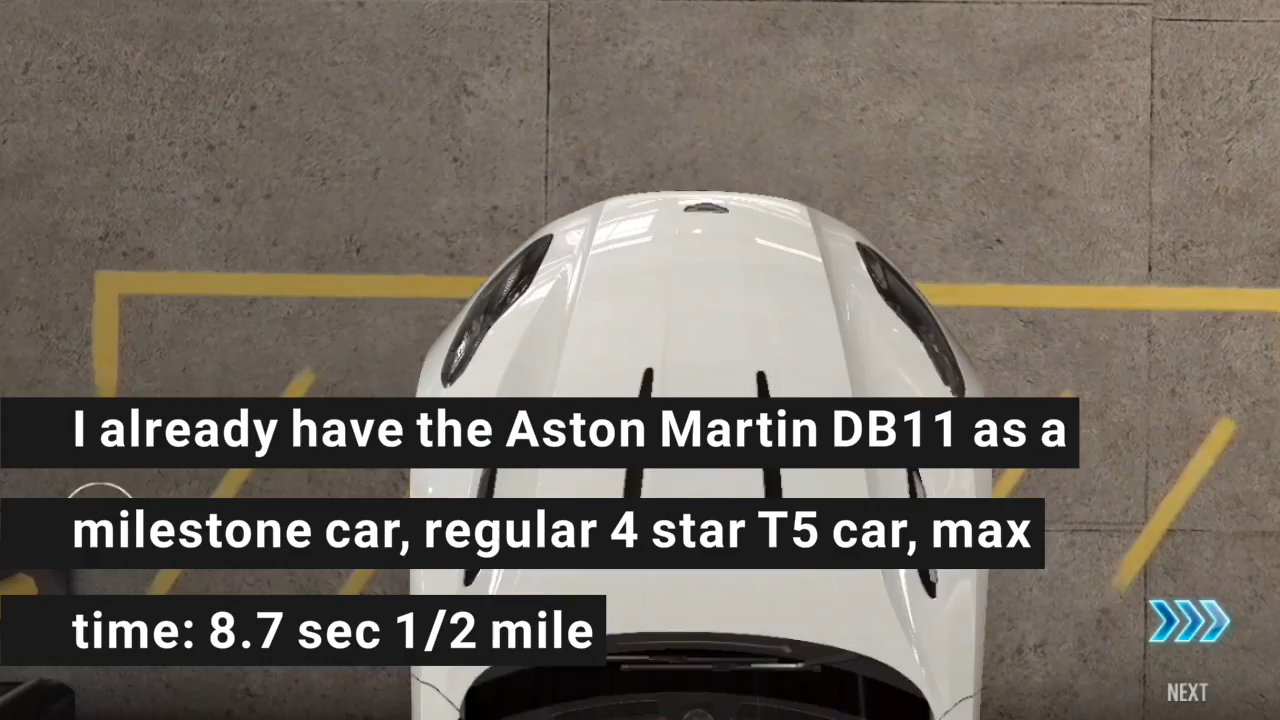 I already have the Aston Martin DB11 as a
milestone car, regular 4 star T5 car, max
time: 8.7 sec 1/2 mile
NEXT